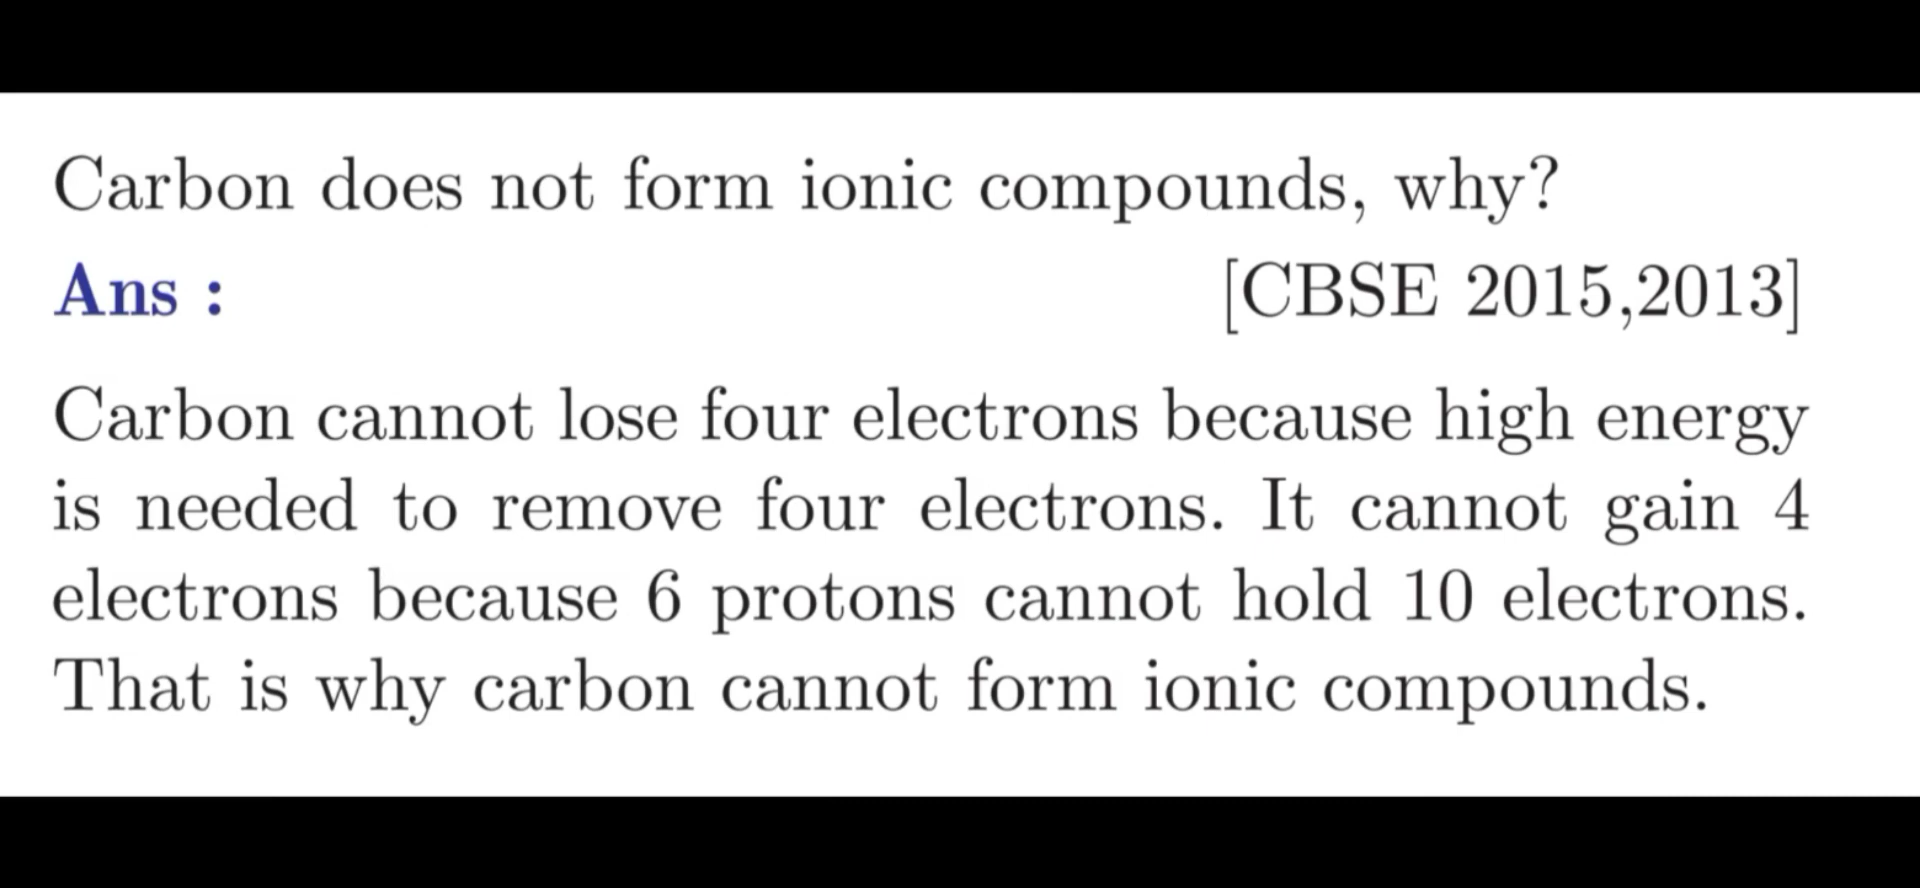 Carbon does not form ionic compounds, why?
Ans : [CBSE 2015,2013]
Carbon cannot lose four electrons because high energy
is needed to remove four electrons. It cannot gain 4
electrons because 6 protons cannot hold 10 electrons.
That is why carbon cannot form ionic compounds.